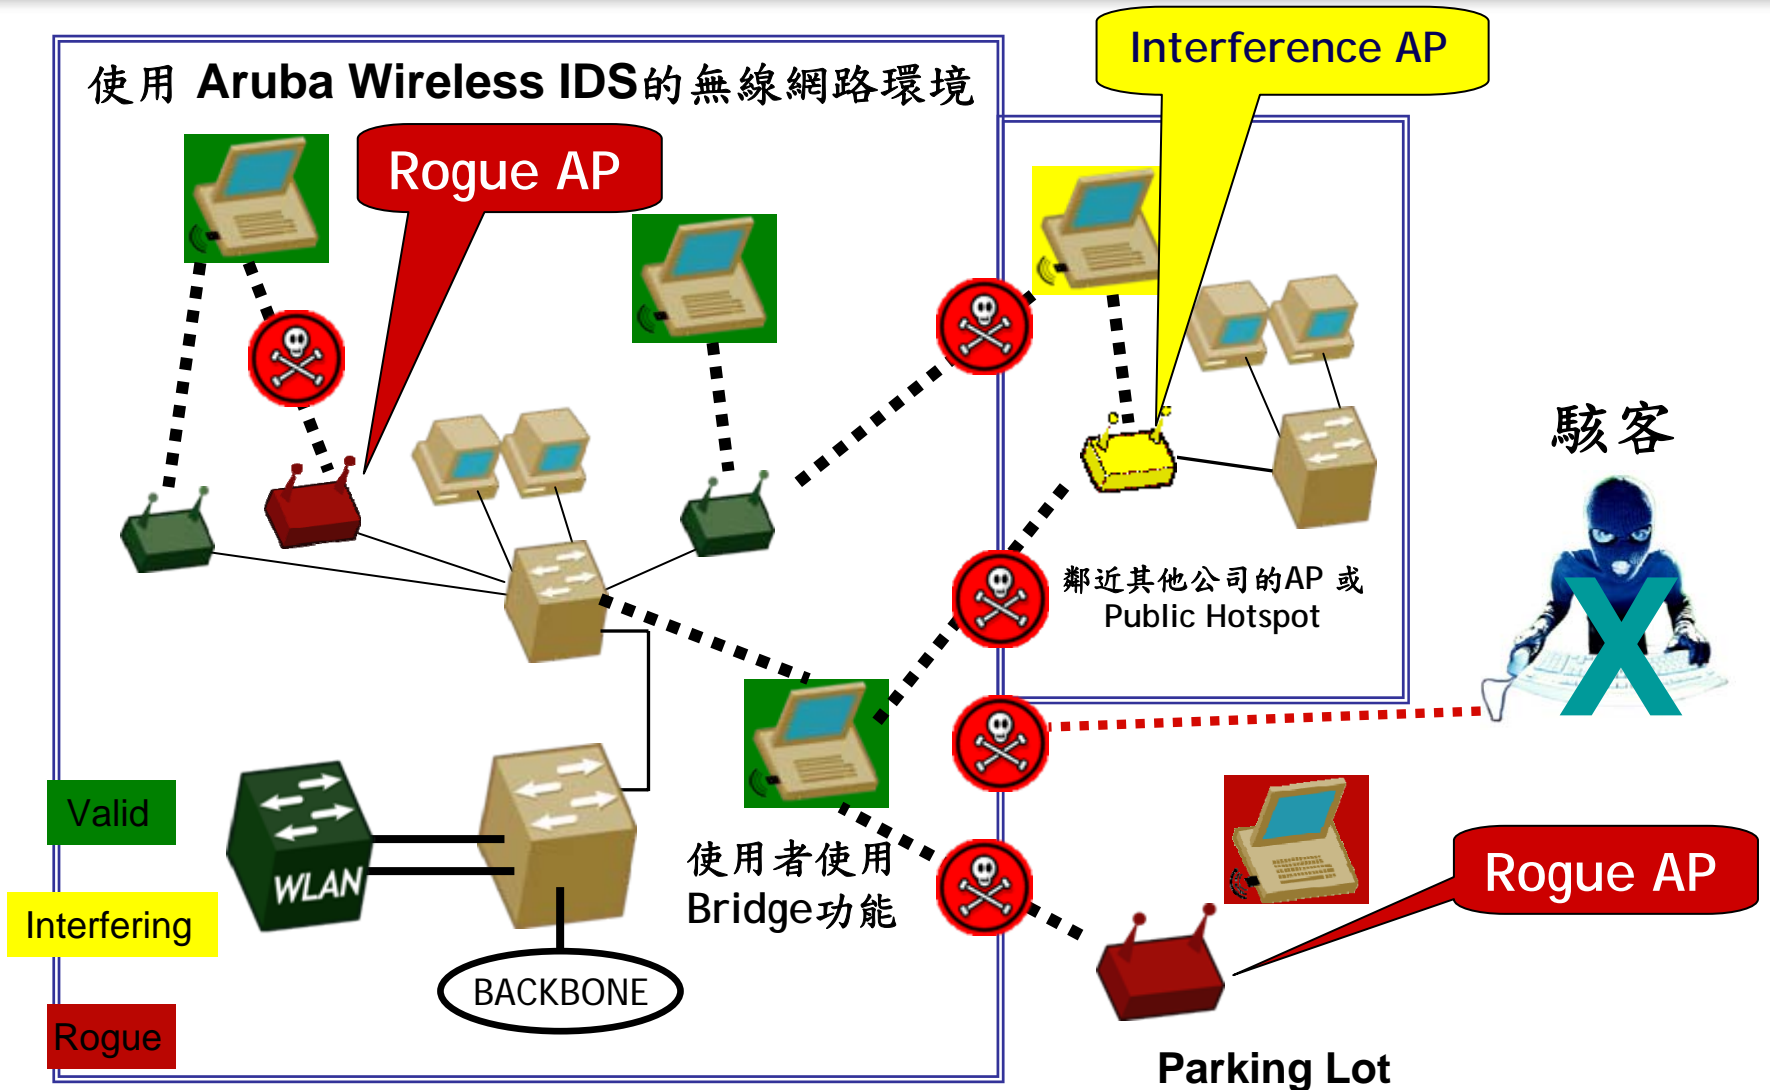 Interference AP
使用 Aruba Wireless IDS的無線網路環境
Rogue AP
駭客
鄰近其他公司的AP 或
Public Hotspot
X
Valid
WLAN
使用者使用
Bridge功能
Rogue AP
Interfering
BACKBONE
Rogue
Parking Lot